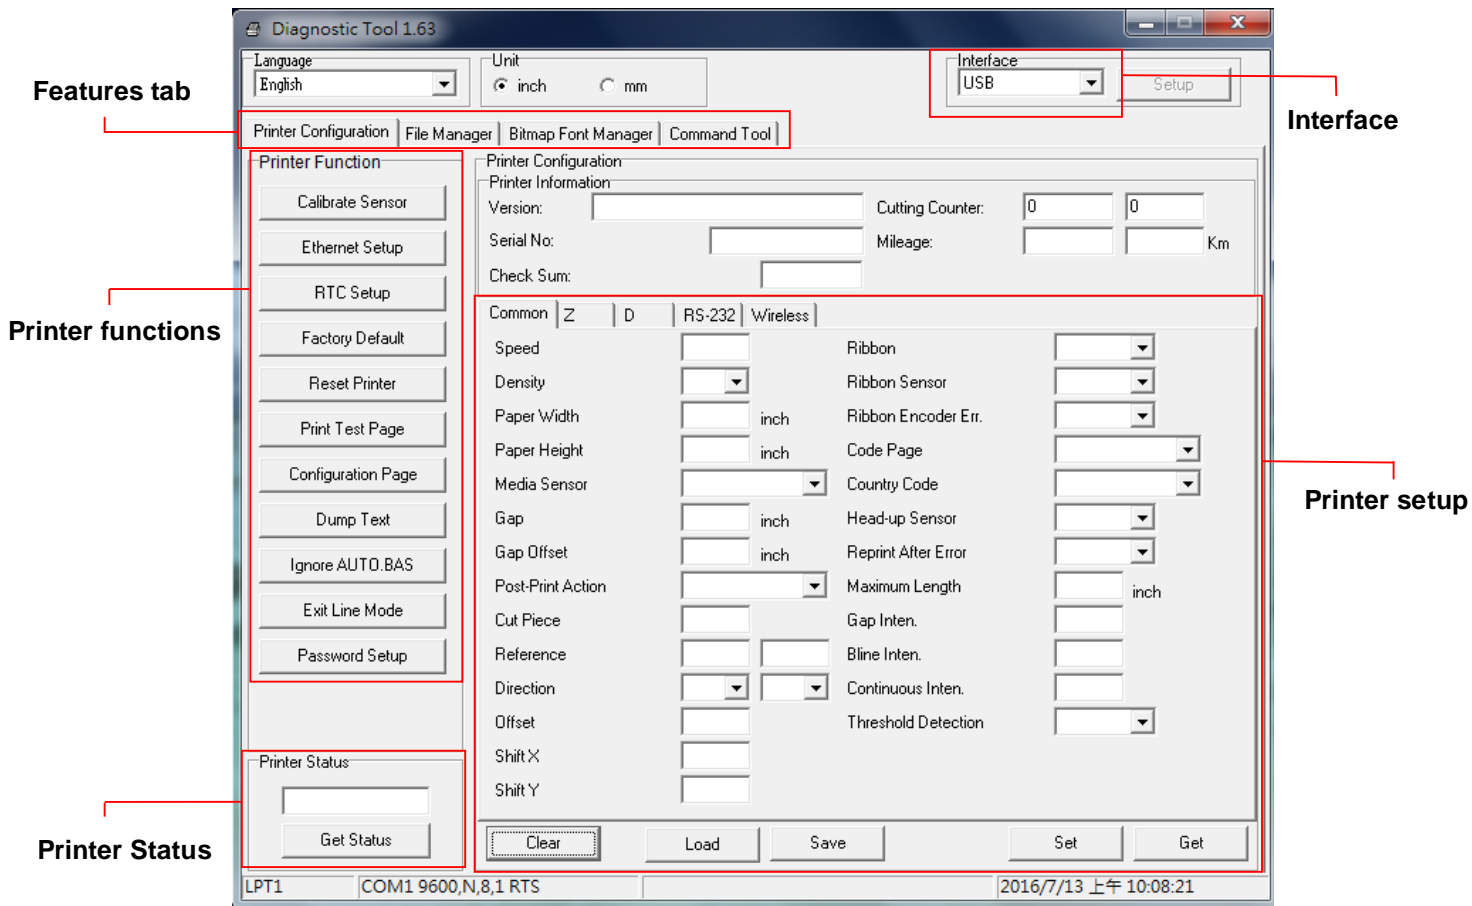 Diagnostic Tool 1.63
Language
English
Unit
inch
mm
Interface
USB
Setup
Features tab
Interface
Printer Configuration
File Manager
Bitmap Font Manager
Command Tool
Printer Function
Calibrate Sensor
Ethernet Setup
RTC Setup
Factory Default
Reset Printer
Print Test Page
Configuration Page
Dump Text
Ignore AUTO.BAS
Exit Line Mode
Password Setup
Printer functions
Printer Configuration
Printer Information
Version:
Cutting Counter:
0
0
Serial No:
Mileage:
Km
Check Sum:
Common
Z
D
RS-232
Wireless
Speed
Ribbon
Density
Ribbon Sensor
Paper Width
inch
Ribbon Encoder Err.
Paper Height
inch
Code Page
Media Sensor
Country Code
Gap
inch
Head-up Sensor
Gap Offset
inch
Reprint After Error
Post-Print Action
Maximum Length
inch
Cut Piece
Gap Inten.
Reference
Bline Inten.
Direction
Continuous Inten.
Offset
Threshold Detection
Shift X
Shift Y
Printer setup
Printer Status
Get Status
Printer Status
Clear
Load
Save
Set
Get
LPT1
COM1 9600,N,8,1 RTS
2016/7/13 上午 10:08:21